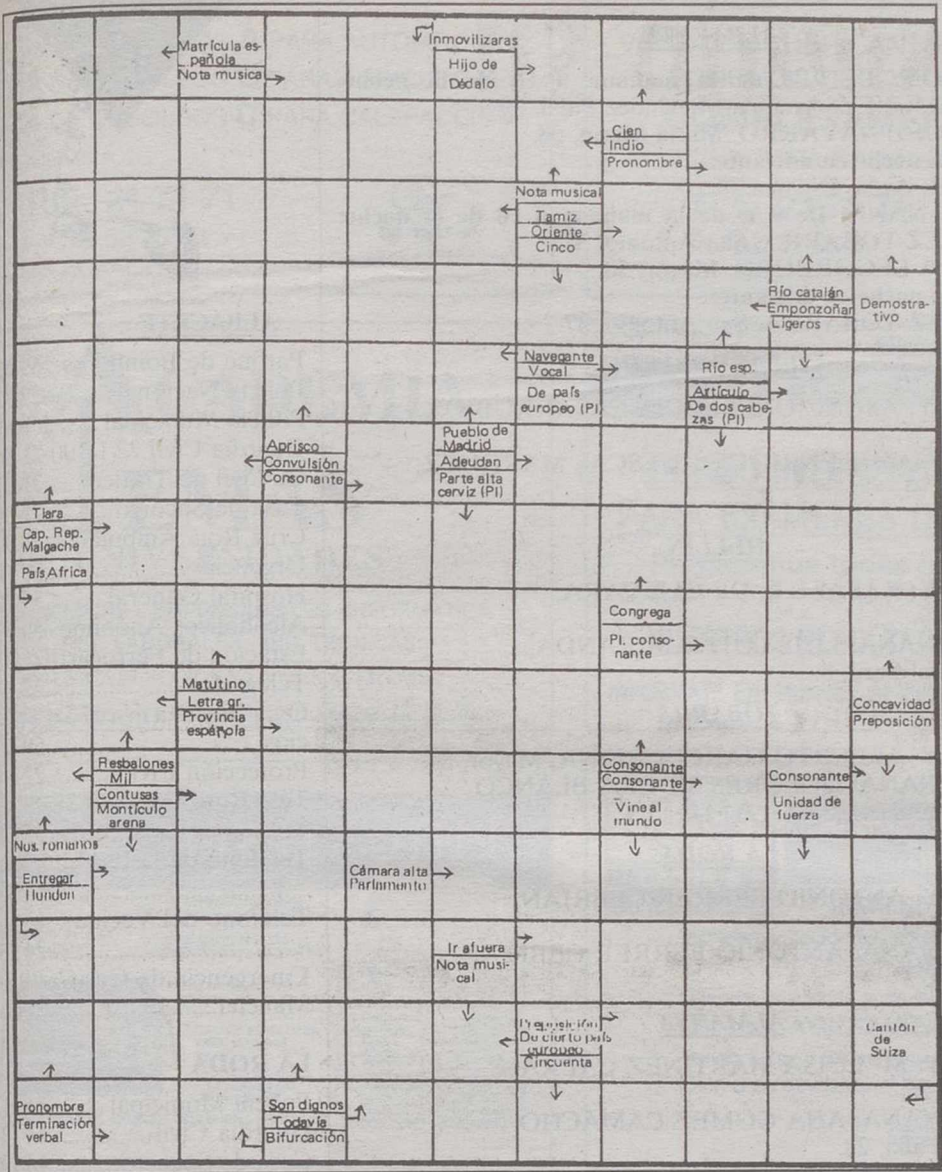 Matrícula es-
pañola
Nota musical
Inmovilizaras
Hijo de
Dédalo
Cien
Indio
Pronombre
Nota musical
Tamiz
Oriente
Cinco
Río catalán
Emponzoñar
Ligeros
Demostra-
tivo
Navegante
Vocal
De país
europeo (Pl)
Río esp.
Artículo
De dos cabe-
zas (Pl)
Aprisco
Convulsión
Consonante
Pueblo de
Madrid
Adeudan
Parte alta
cerviz (Pl)
Tiara
Cap. Rep.
Malgache
País Africa
Congrega
Pl. conso-
nante
Matutino
Letra gr.
Provincia
española
Concavidad
Preposición
Resbalones
Mil
Contusas
Montículo
arena
Consonante
Consonante
Vine al
mundo
Consonante
Unidad de
fuerza
Nos. romanos
Entregar
Hunden
Cámara alta
Parlamento
Ir afuera
Nota musi-
cal
Preposición
De cierto país
europeo
Cincuenta
Cantón
de
Suiza
Pronombre
Terminación
verbal
Son dignos
Todavía
Bifurcación